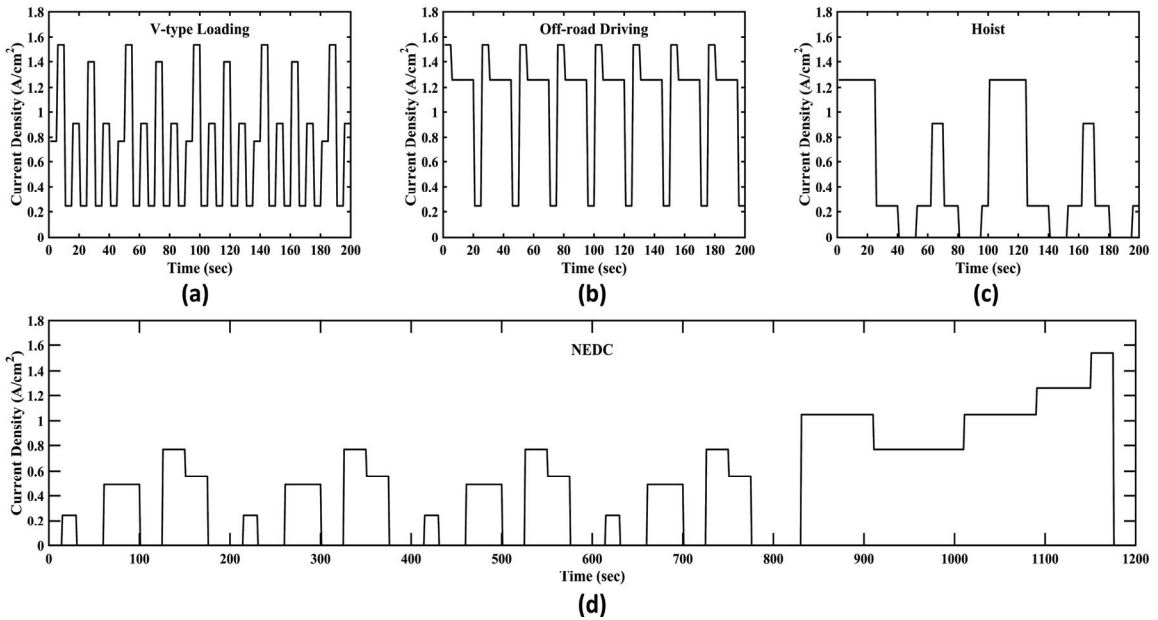 V-type Loading
Current Density (A/cm²)
1.8
1.6
1.4
1.2
1
0.8
0.6
0.4
0.2
0
0 20 40 60 80 100 120 140 160 180 200
Time (sec)
(a)
Off-road Driving
Current Density (A/cm²)
1.8
1.6
1.4
1.2
1
0.8
0.6
0.4
0.2
0
0 20 40 60 80 100 120 140 160 180 200
Time (sec)
(b)
Hoist
Current Density (A/cm²)
1.8
1.6
1.4
1.2
1
0.8
0.6
0.4
0.2
0
0 20 40 60 80 100 120 140 160 180 200
Time (sec)
(c)
NEDC
Current Density (A/cm²)
1.8
1.6
1.4
1.2
1
0.8
0.6
0.4
0.2
0
0 100 200 300 400 500 600 700 800 900 1000 1100 1200
Time (sec)
(d)